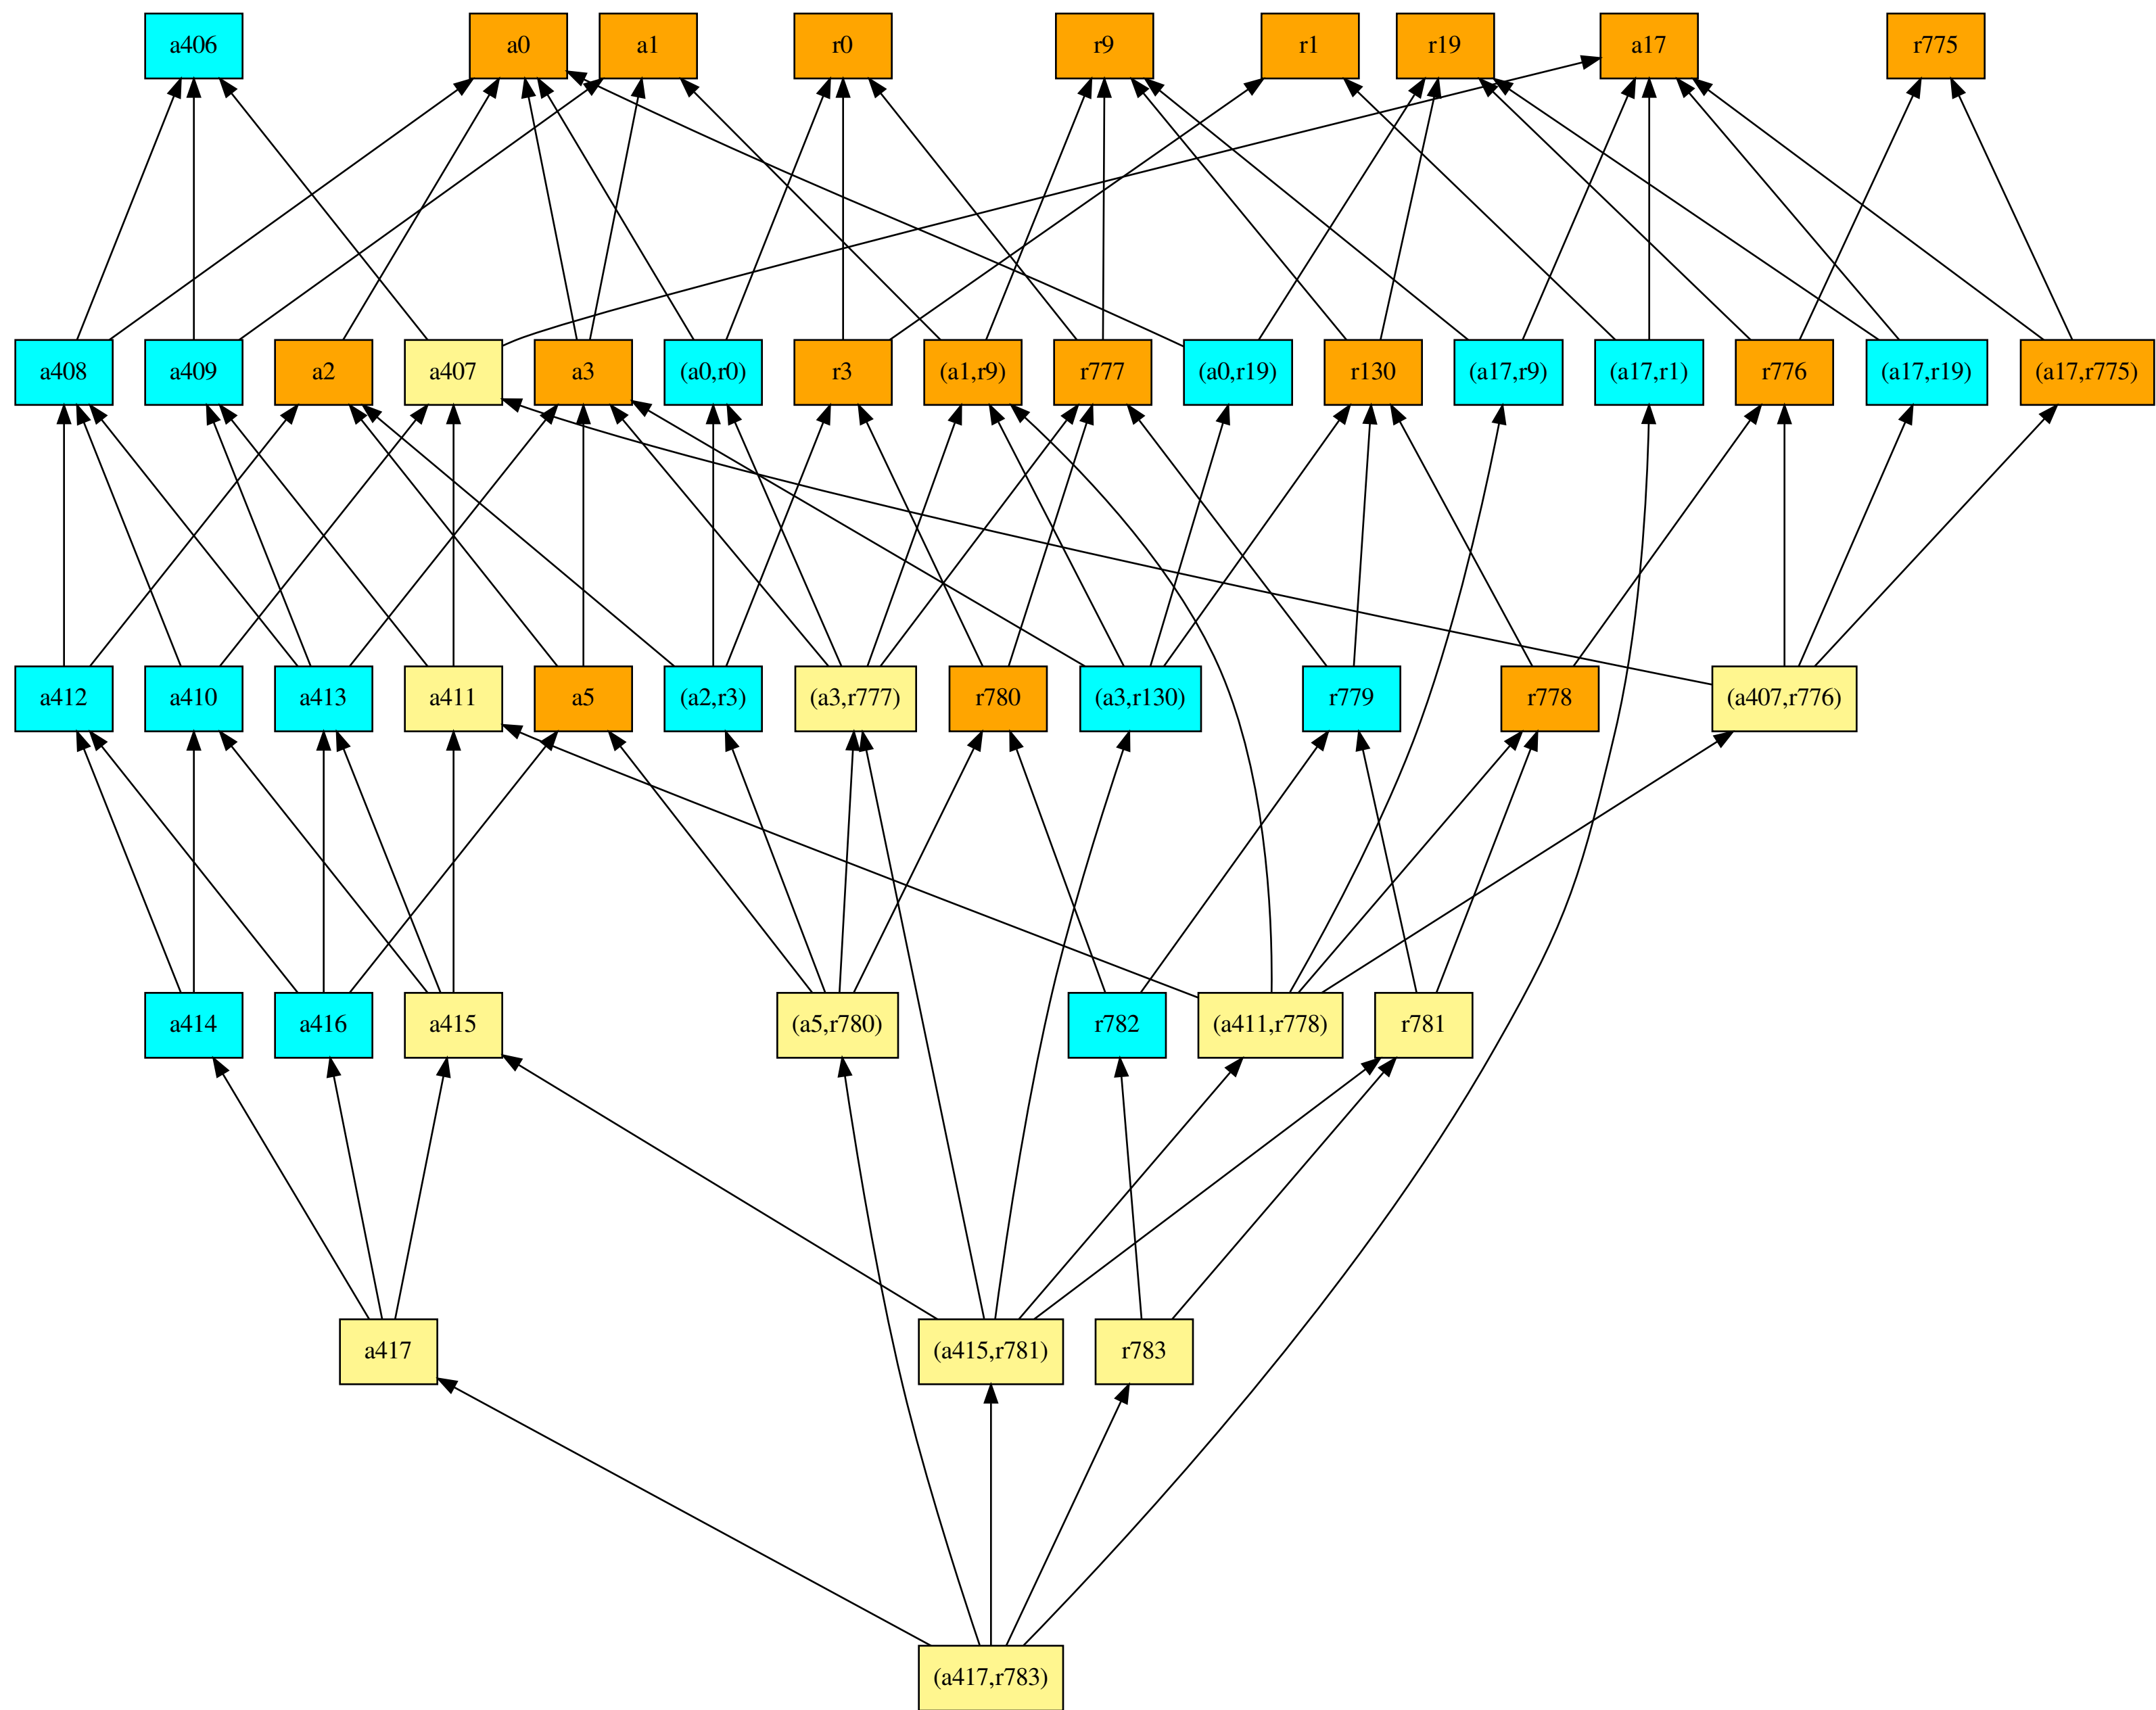 a406 a0 a1 r0 r9 r1 r19 a17 r775
a408 a409 a2 a407 a3 (a0,r0) r3 (a1,r9) r777 (a0,r19) r130 (a17,r9) (a17,r1) r776 (a17,r19) (a17,r775)
a412 a410 a413 a411 a5 (a2,r3) (a3,r777) r780 (a3,r130) r779 r778 (a407,r776)
a414 a416 a415 (a5,r780) r782 (a411,r778) r781
a417 (a415,r781) r783
(a417,r783)